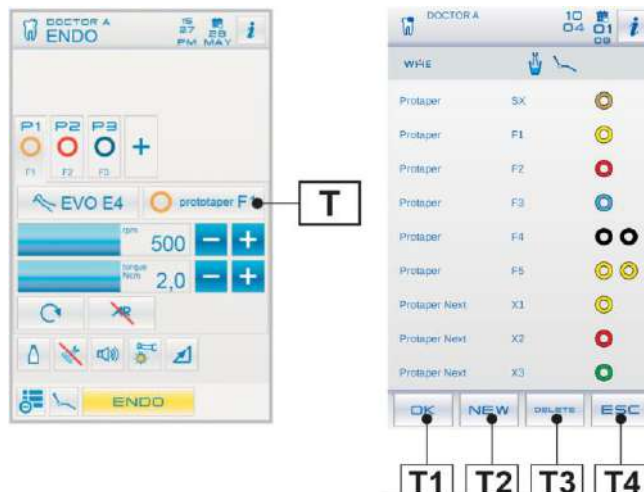 DOCTOR A
ENDO
15
27
PM
28
MAY
i
P1 P2 P3 +
F1 F2 F3
EVO E4
prototaper F1
T
rpm
500 - +
torque
Ncm
2,0 - +
AR
ENDO
DOCTOR A
10
04
01
09
i
Protaper SX
Protaper F1
Protaper F2
Protaper F3
Protaper F4
Protaper F5
Protaper Next X1
Protaper Next X2
Protaper Next X3
OK NEW DELETE ESC
T1 T2 T3 T4